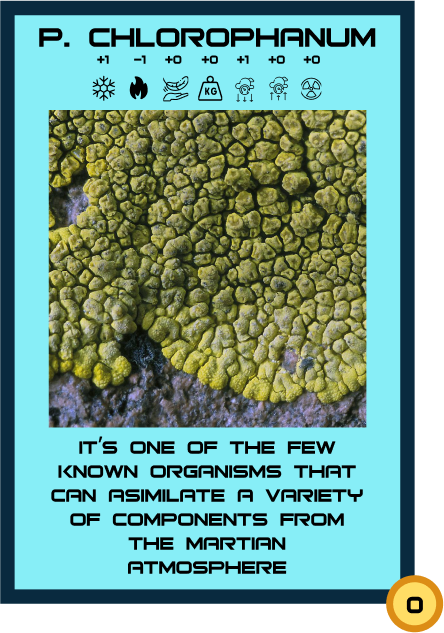 P. CHLOROPHANUM
+1 -1 +0 +0 +1 +0 +0
KG
IT'S ONE OF THE FEW
KNOWN ORGANISMS THAT
CAN ASIMILATE A VARIETY
OF COMPONENTS FROM
THE MARTIAN
ATMOSPHERE
0